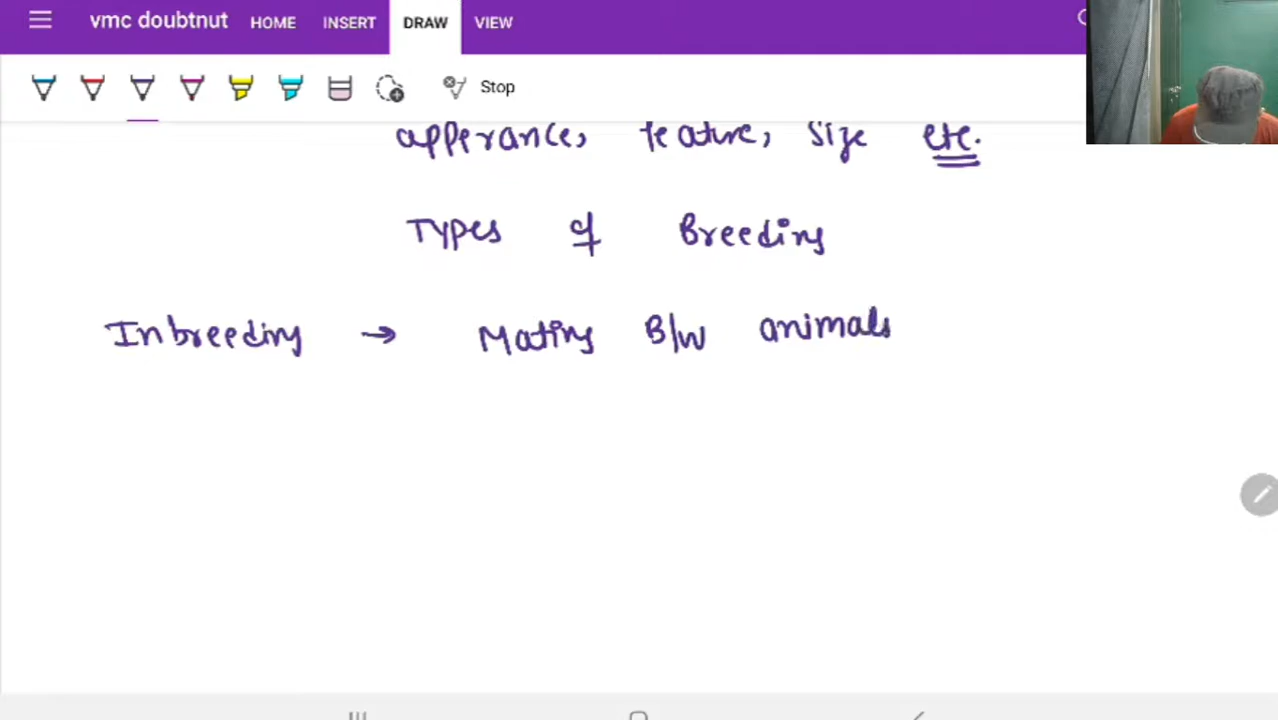 vmc doubtnut HOME INSERT DRAW VIEW
Stop
apperance, feature, size etc.
Types of Breeding
Inbreeding → Mating B/w animals